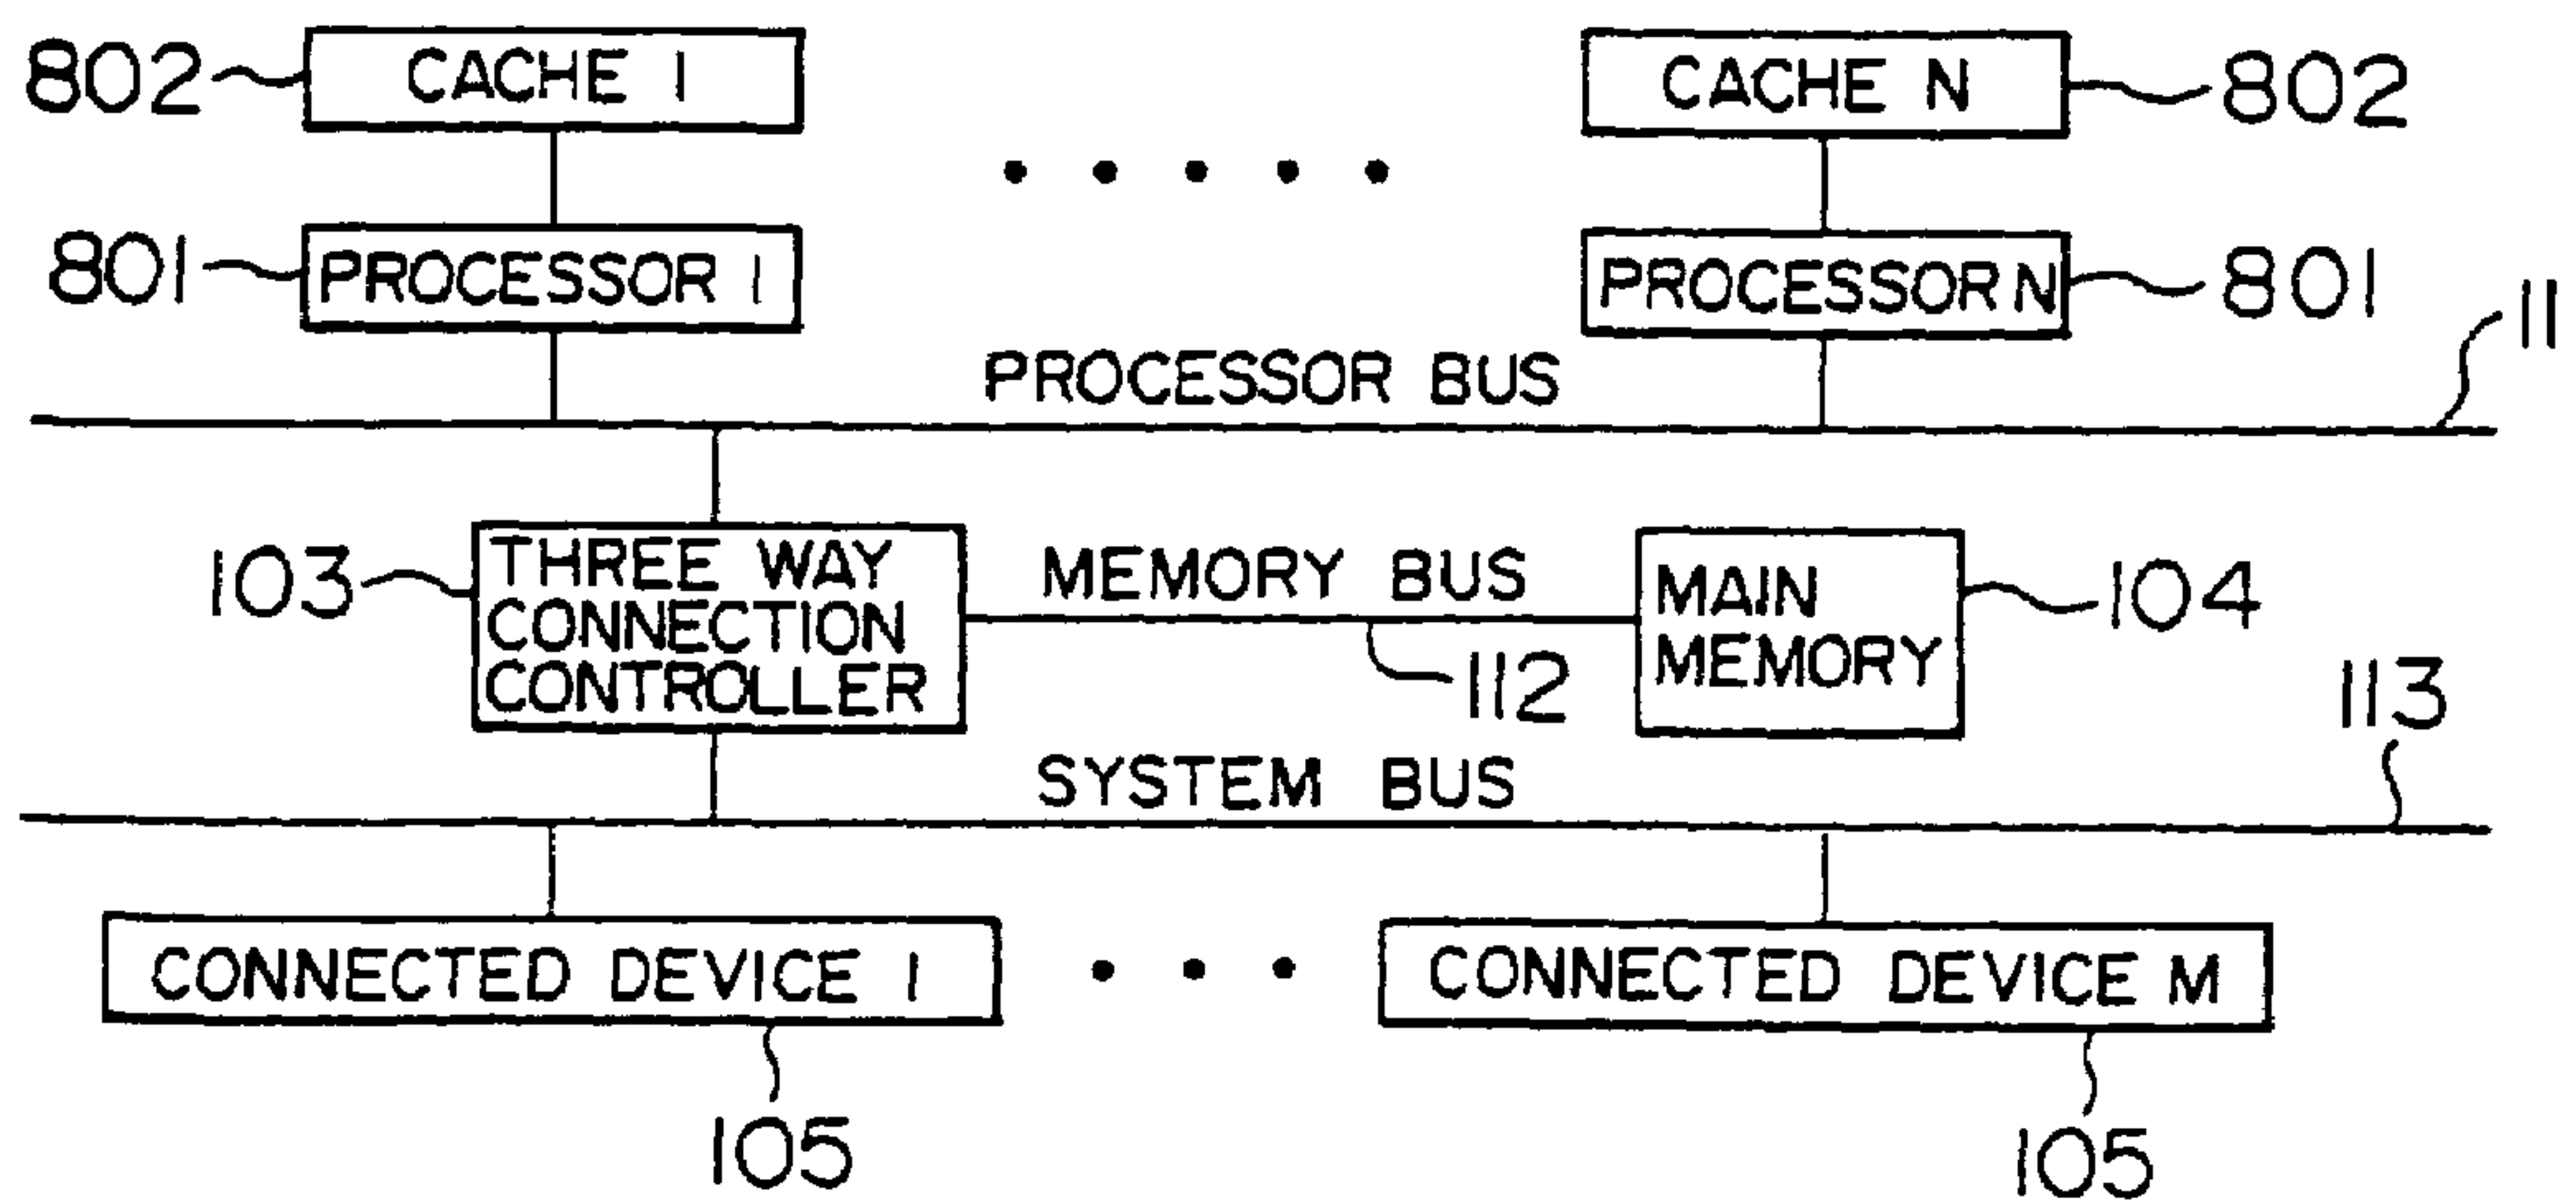 802 CACHE 1 CACHE N 802
801 PROCESSOR 1 PROCESSOR N 801
11
PROCESSOR BUS
103 THREE WAY
CONNECTION
CONTROLLER
MEMORY BUS
112
MAIN
MEMORY
104
113
SYSTEM BUS
CONNECTED DEVICE 1 CONNECTED DEVICE M
105 105